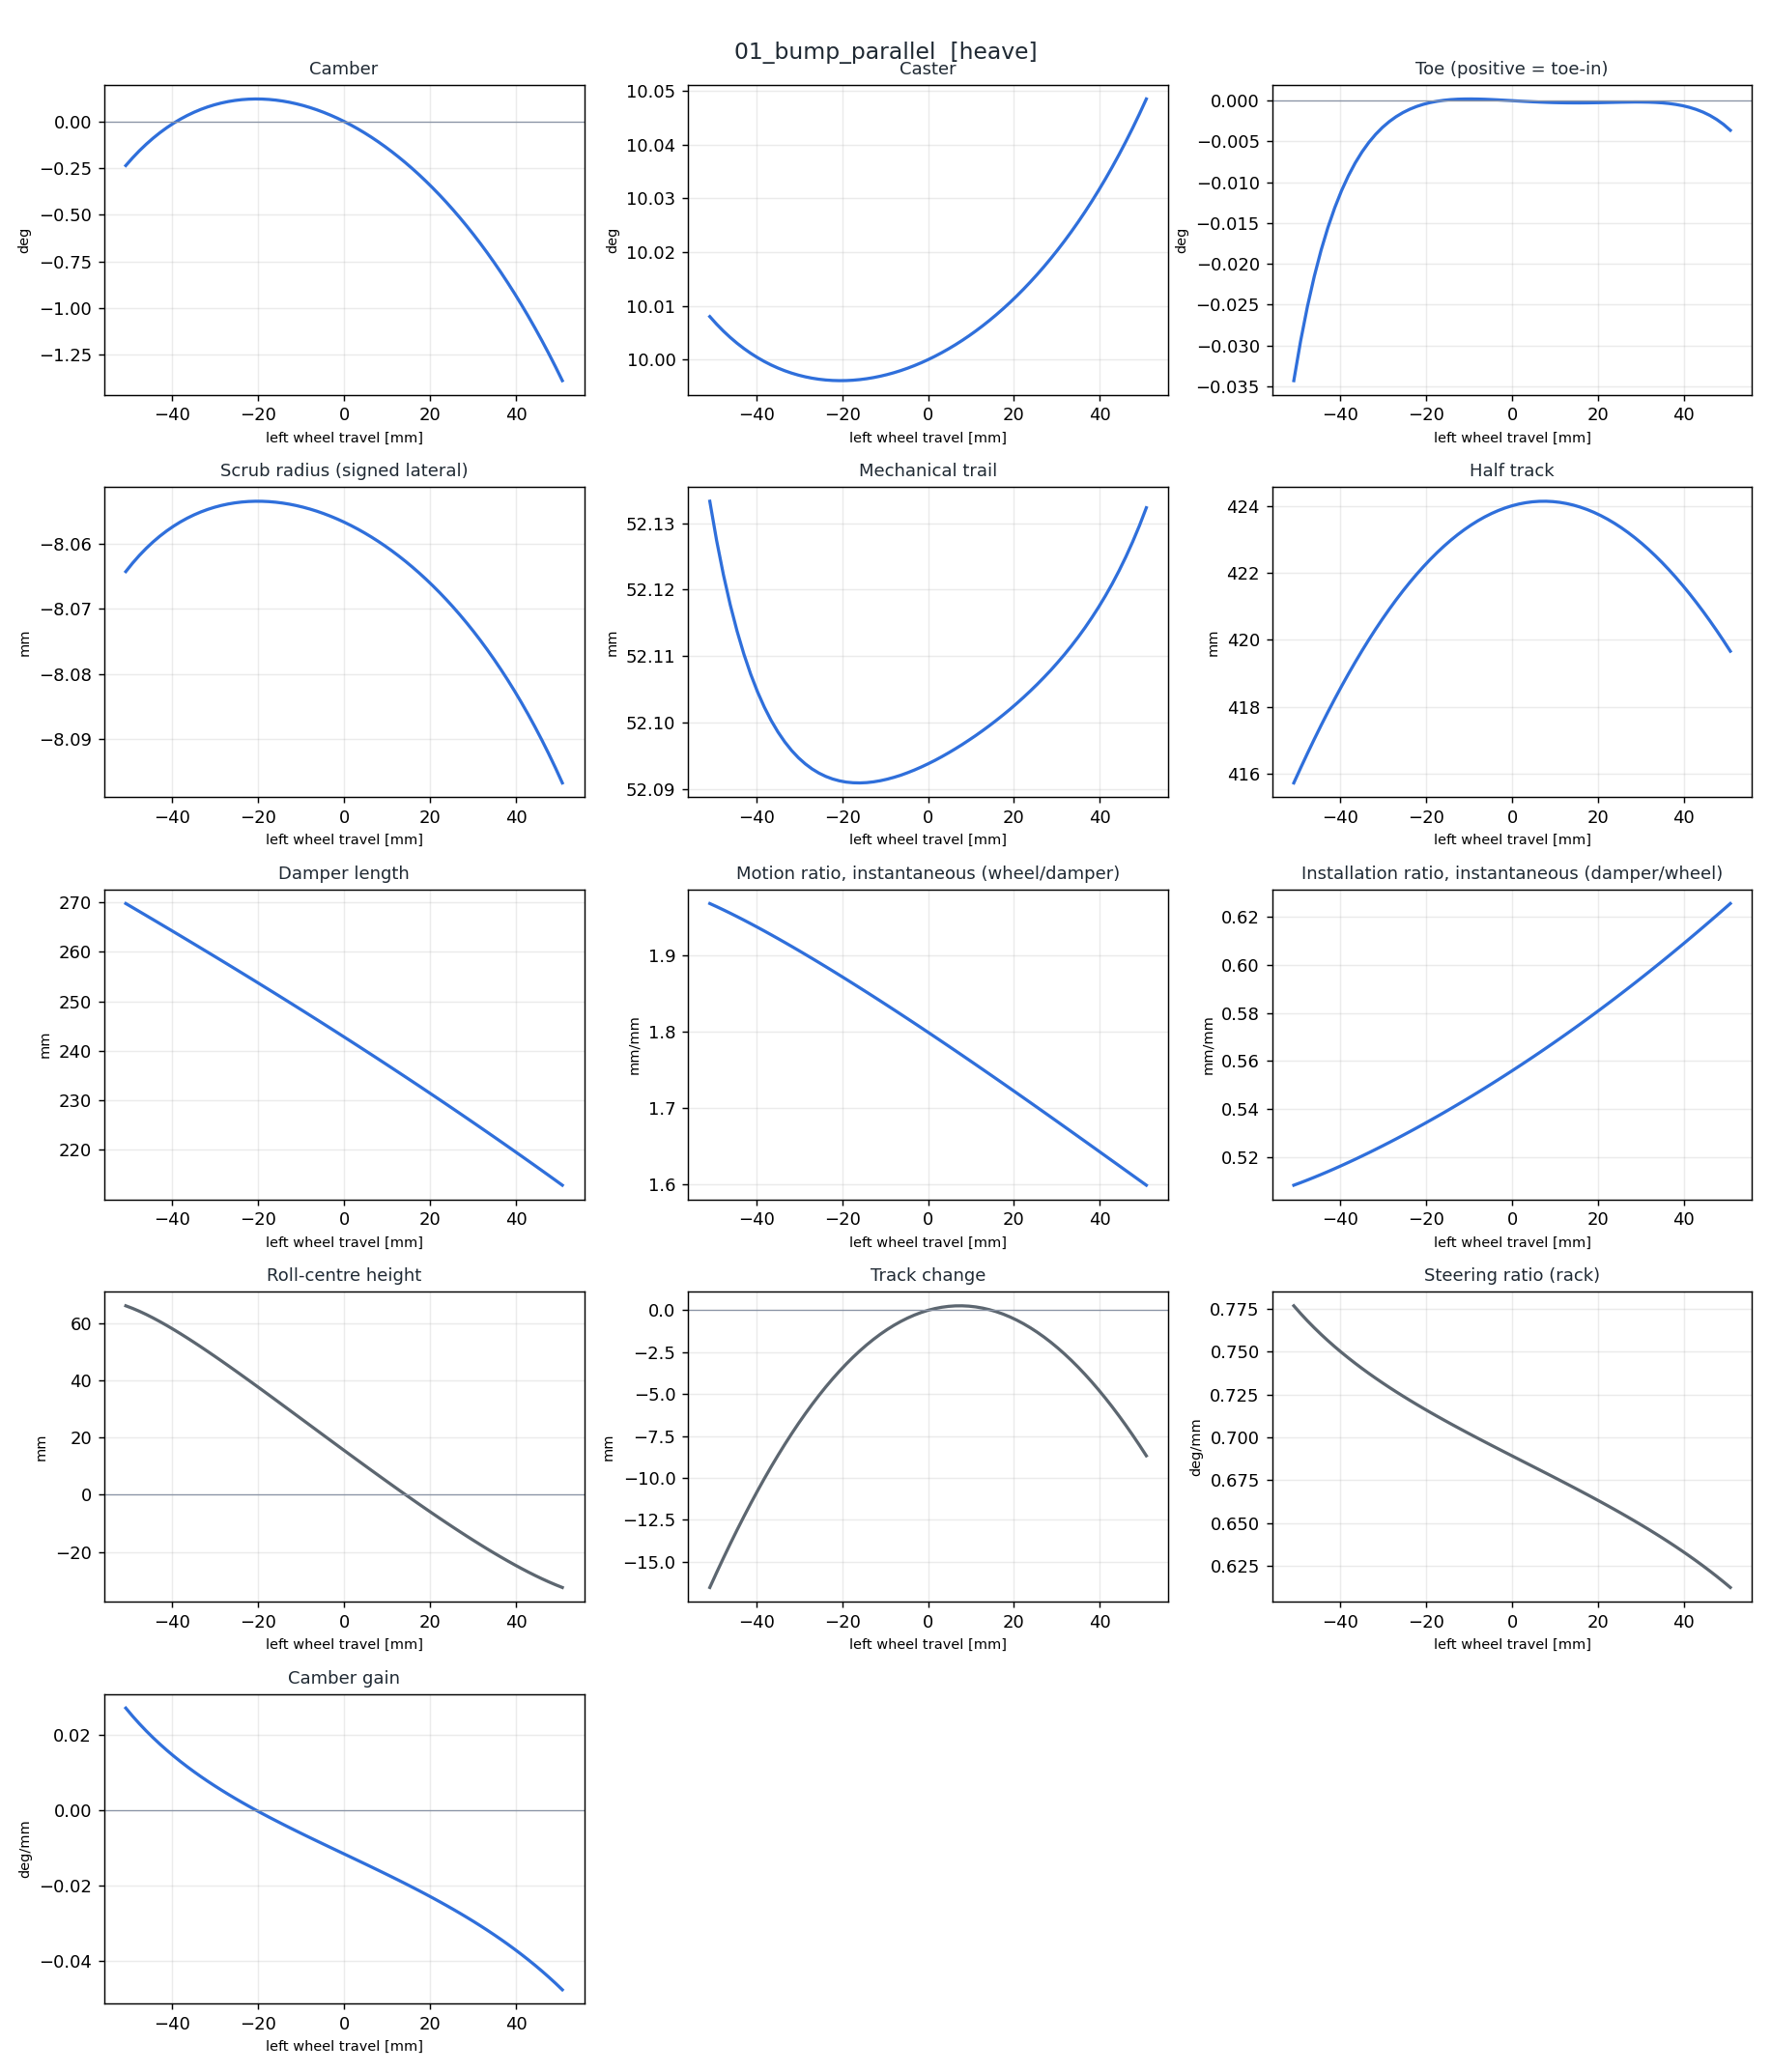 01_bump_parallel [heave]
Camber
0.00
−0.25
−0.50
−0.75
−1.00
−1.25
deg
−40 −20 0 20 40
left wheel travel [mm]
Caster
10.05
10.04
10.03
10.02
10.01
10.00
deg
−40 −20 0 20 40
left wheel travel [mm]
Toe (positive = toe-in)
0.000
−0.005
−0.010
−0.015
−0.020
−0.025
−0.030
−0.035
deg
−40 −20 0 20 40
left wheel travel [mm]
Scrub radius (signed lateral)
−8.06
−8.07
−8.08
−8.09
mm
−40 −20 0 20 40
left wheel travel [mm]
Mechanical trail
52.13
52.12
52.11
52.10
52.09
mm
−40 −20 0 20 40
left wheel travel [mm]
Half track
424
422
420
418
416
mm
−40 −20 0 20 40
left wheel travel [mm]
Damper length
270
260
250
240
230
220
mm
−40 −20 0 20 40
left wheel travel [mm]
Motion ratio, instantaneous (wheel/damper)
1.9
1.8
1.7
1.6
mm/mm
−40 −20 0 20 40
left wheel travel [mm]
Installation ratio, instantaneous (damper/wheel)
0.62
0.60
0.58
0.56
0.54
0.52
mm/mm
−40 −20 0 20 40
left wheel travel [mm]
Roll-centre height
60
40
20
0
−20
mm
−40 −20 0 20 40
left wheel travel [mm]
Track change
0.0
−2.5
−5.0
−7.5
−10.0
−12.5
−15.0
mm
−40 −20 0 20 40
left wheel travel [mm]
Steering ratio (rack)
0.775
0.750
0.725
0.700
0.675
0.650
0.625
deg/mm
−40 −20 0 20 40
left wheel travel [mm]
Camber gain
0.02
0.00
−0.02
−0.04
deg/mm
−40 −20 0 20 40
left wheel travel [mm]